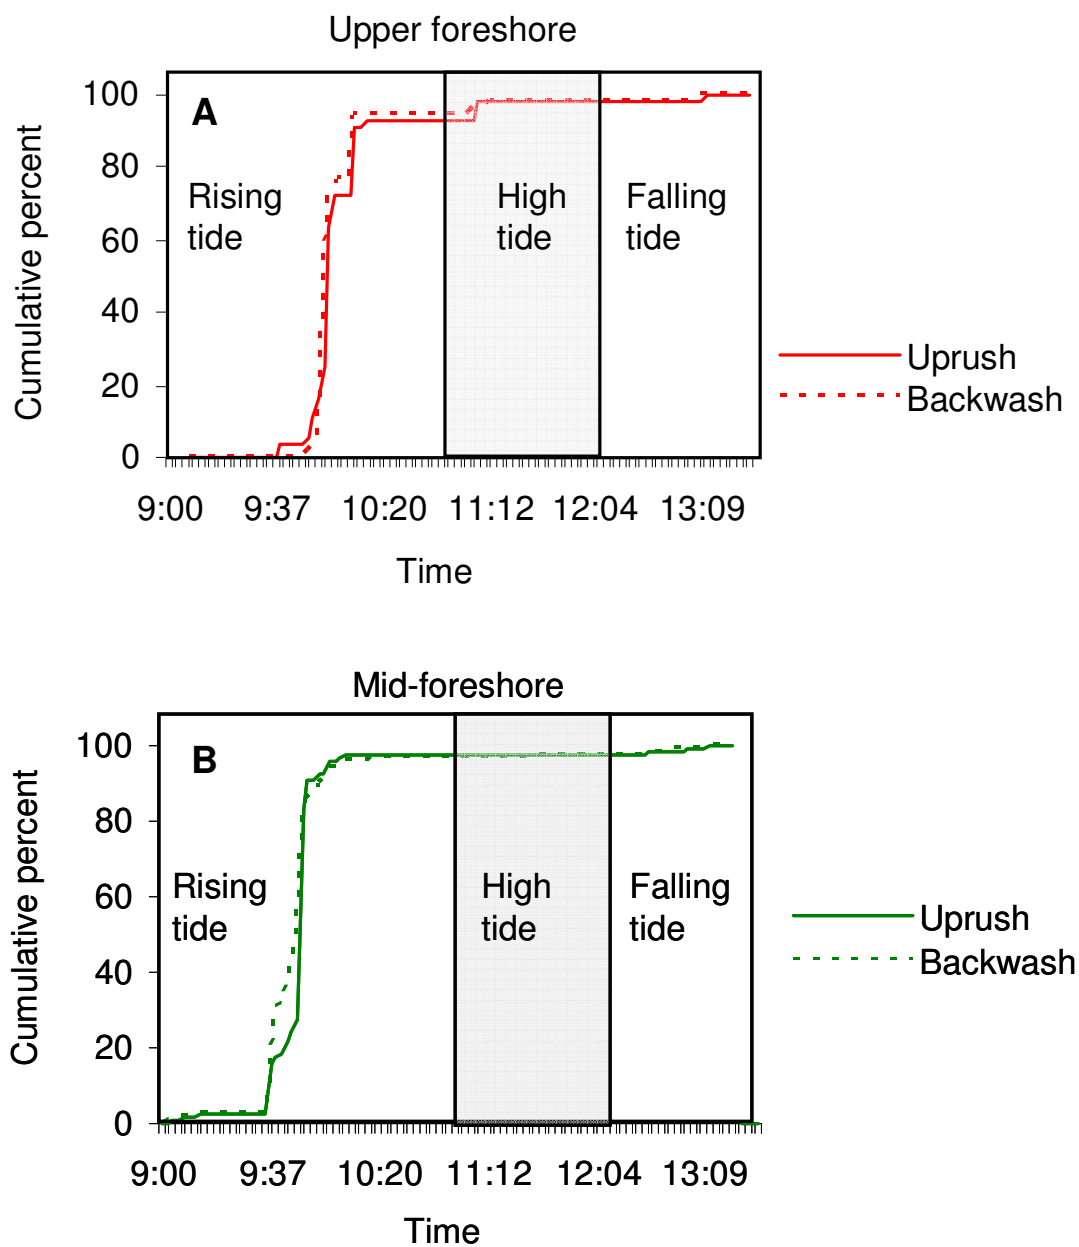 Upper foreshore
A
Cumulative percent
100
80
60
40
20
0
Rising
tide
High
tide
Falling
tide
Uprush
Backwash
9:00 9:37 10:20 11:12 12:04 13:09
Time
Mid-foreshore
B
Cumulative percent
100
80
60
40
20
0
Rising
tide
High
tide
Falling
tide
Uprush
Backwash
9:00 9:37 10:20 11:12 12:04 13:09
Time